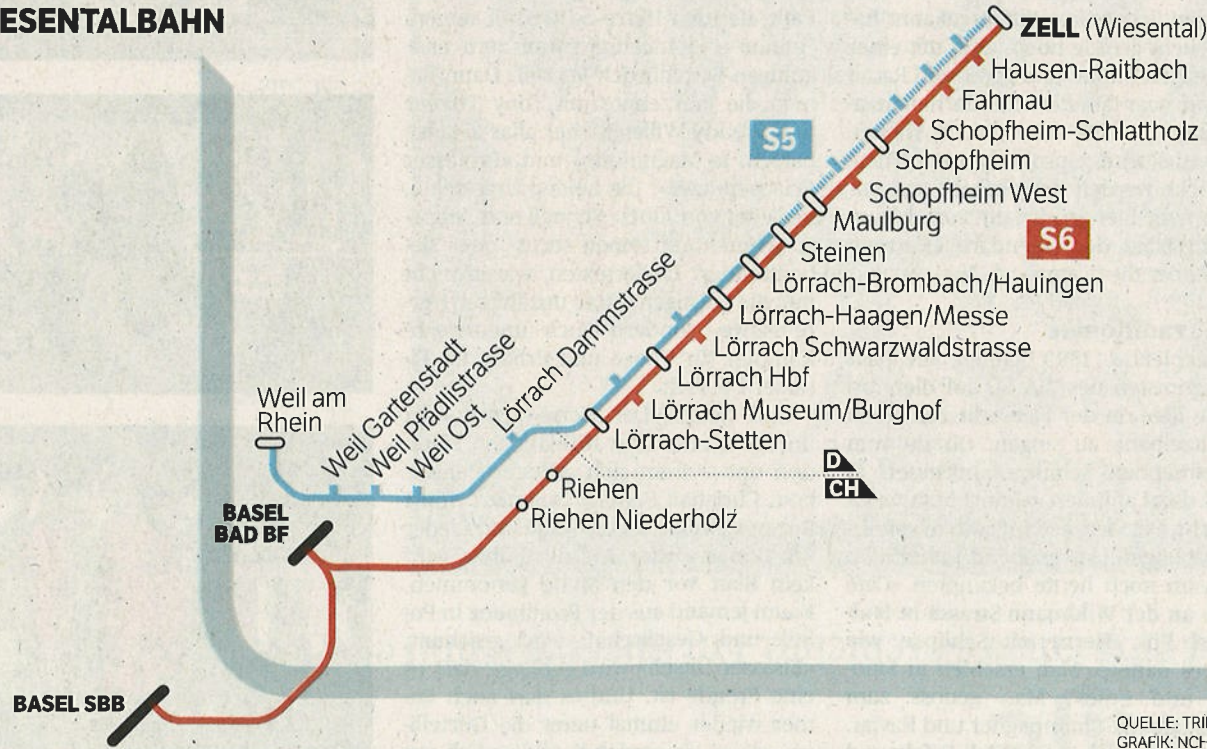 ESENTALBAHN
ZELL (Wiesental)
Hausen-Raitbach
Fahrnau
Schopfheim-Schlattholz
S5
Schopfheim
Schopfheim West
Maulburg
S6
Steinen
Lörrach-Brombach/Hauingen
Lörrach-Haagen/Messe
Lörrach Schwarzwaldstrasse
Lörrach Hbf
Lörrach Museum/Burghof
Lörrach-Stetten
Lörrach Dammstrasse
Weil am
Rhein
Weil Gartenstadt
Weil Pfädlistrasse
Weil Ost
D
CH
Riehen
Riehen Niederholz
BASEL
BAD BF
BASEL SBB
QUELLE: TRI
GRAFIK: NCH